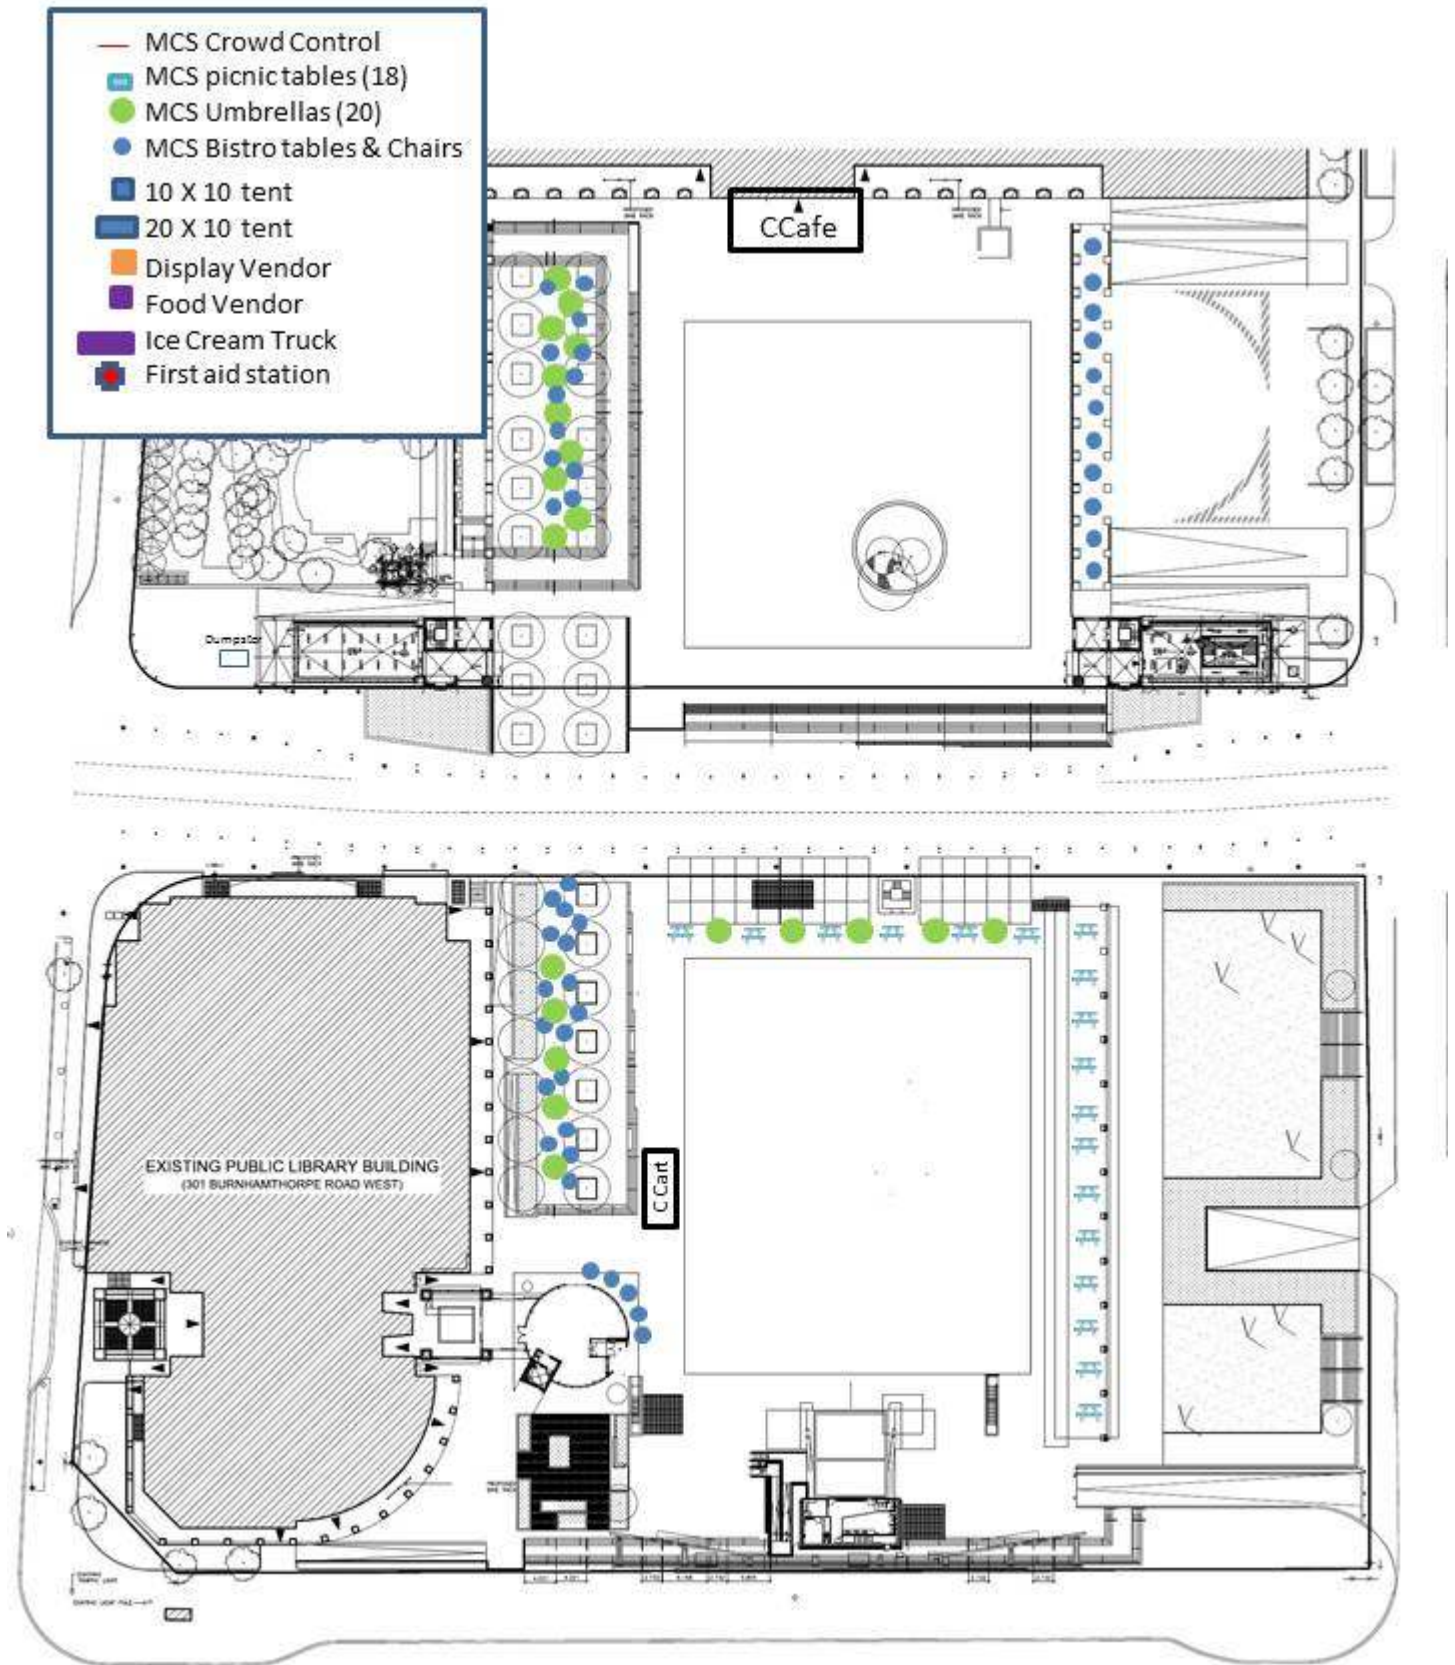 MCS Crowd Control
MCS picnic tables (18)
MCS Umbrellas (20)
MCS Bistro tables & Chairs
10 X 10 tent
20 X 10 tent
Display Vendor
Food Vendor
Ice Cream Truck
First aid station
CCafe
Dumpster
EXISTING PUBLIC LIBRARY BUILDING
(301 BURNHAMTHORPE ROAD WEST)
C Cart